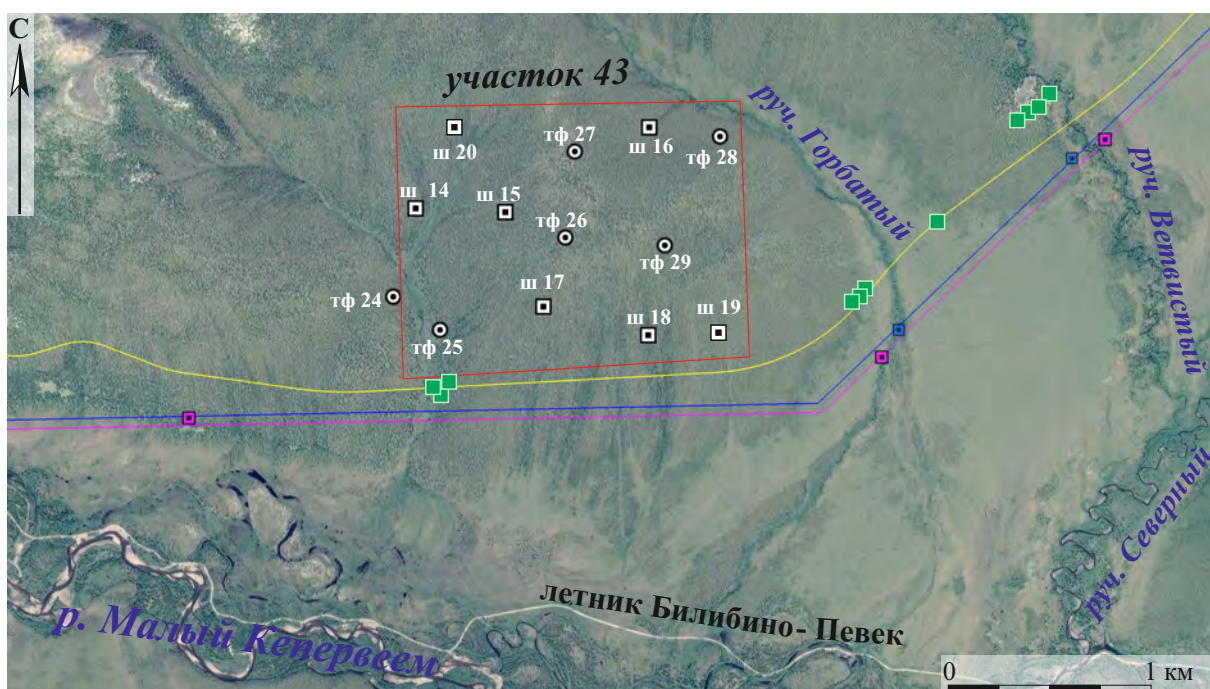 С
участок 43
руч. Горбатый
ш 20
тф 27
ш 16
тф 28
руч. Ветвистый
ш 14
ш 15
тф 26
тф 29
тф 24
ш 17
тф 25
ш 18
ш 19
руч. Северный
летник Билибино- Певек
р. Малый Кепервеем
0 1 км